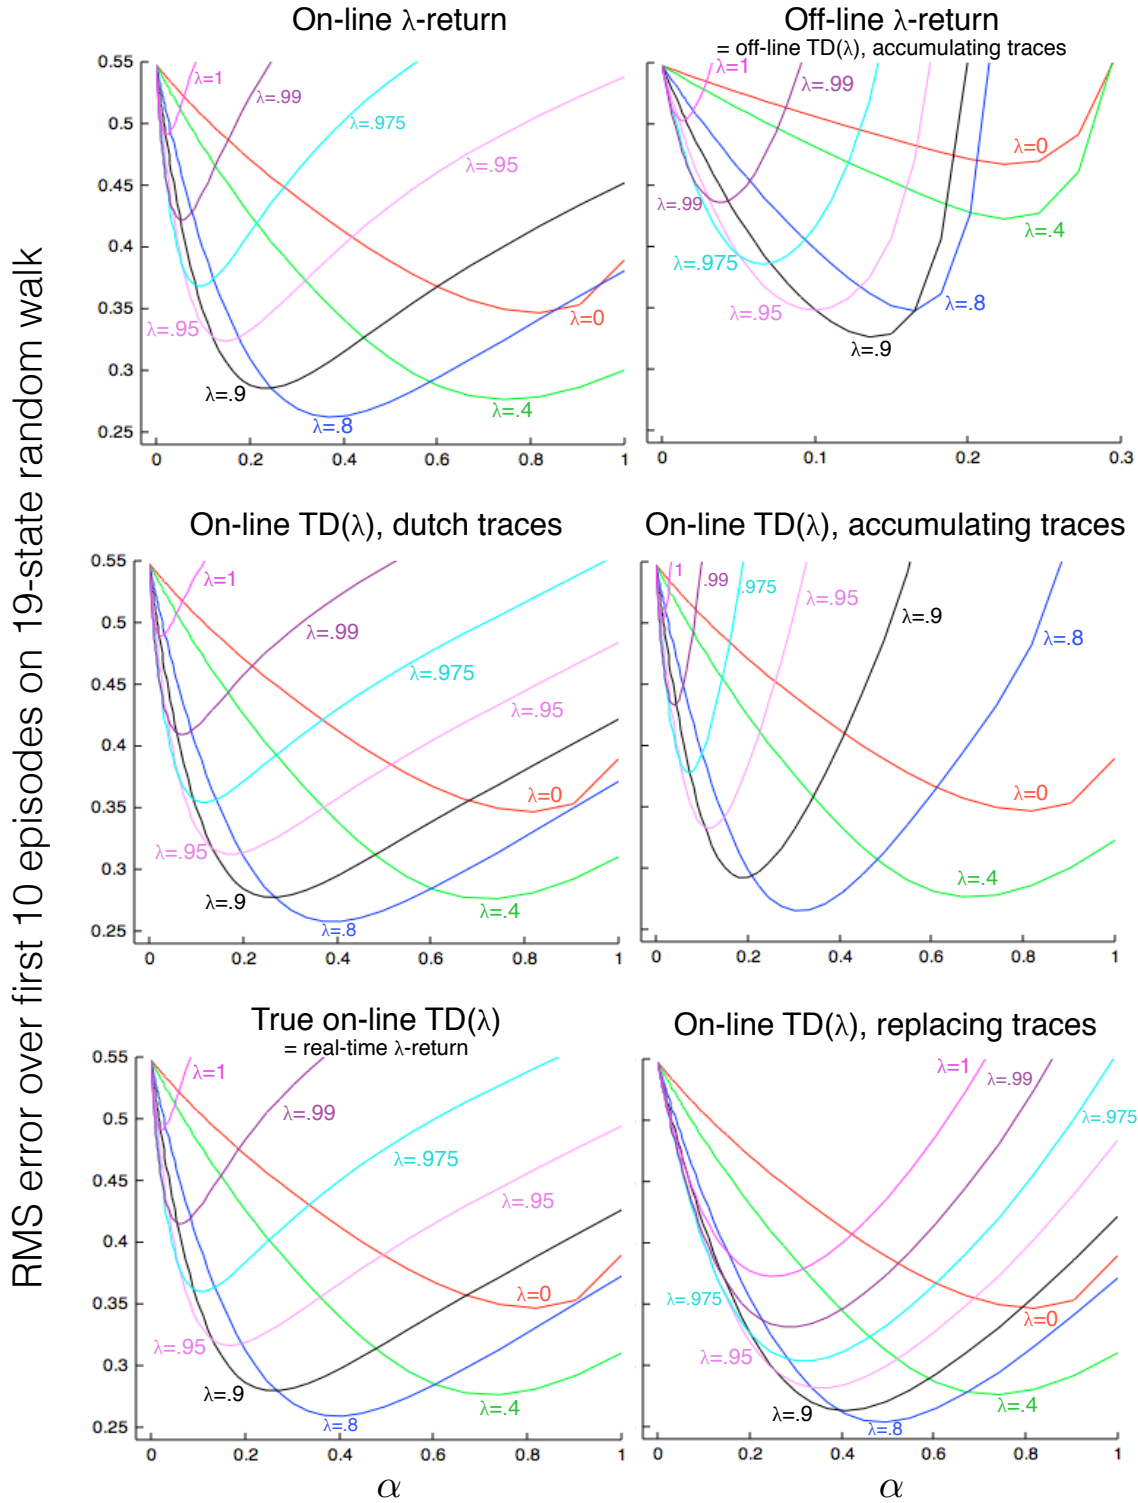 RMS error over first 10 episodes on 19-state random walk
On-line λ-return
0.55
0.5
0.45
0.4
0.35
0.3
0.25
0
0.2
0.4
0.6
0.8
1
λ=1
λ=.99
λ=.975
λ=.95
λ=.95
λ=0
λ=.9
λ=.4
λ=.8
Off-line λ-return
= off-line TD(λ), accumulating traces
λ=1
λ=.99
λ=0
λ=.99
λ=.4
λ=.975
λ=.8
λ=.95
λ=.9
0
0.1
0.2
0.3
On-line TD(λ), dutch traces
0.55
0.5
0.45
0.4
0.35
0.3
0.25
0
0.2
0.4
0.6
0.8
1
λ=1
λ=.99
λ=.975
λ=.95
λ=0
λ=.95
λ=.9
λ=.4
λ=.8
On-line TD(λ), accumulating traces
1
.99
.975
λ=.95
λ=.9
λ=.8
λ=0
λ=.4
0
0.2
0.4
0.6
0.8
1
True on-line TD(λ)
= real-time λ-return
0.55
0.5
0.45
0.4
0.35
0.3
0.25
0
0.2
0.4
0.6
0.8
1
λ=1
λ=.99
λ=.975
λ=.95
λ=0
λ=.95
λ=.9
λ=.4
λ=.8
α
On-line TD(λ), replacing traces
λ=1
λ=.99
λ=.975
λ=.975
λ=0
λ=.95
λ=.4
λ=.9
λ=.8
0
0.2
0.4
0.6
0.8
1
α